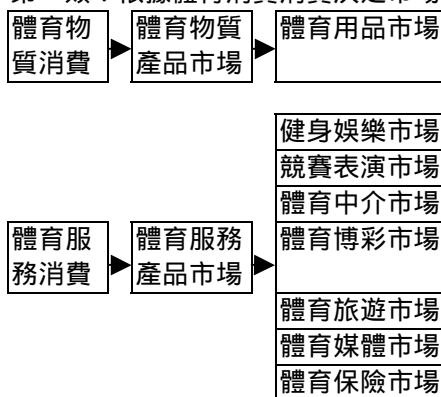 體育物
質消費
體育物質
產品市場
體育用品市場
健身娛樂市場
競賽表演市場
體育中介市場
體育服
務消費
體育服務
產品市場
體育博彩市場
體育旅遊市場
體育媒體市場
體育保險市場